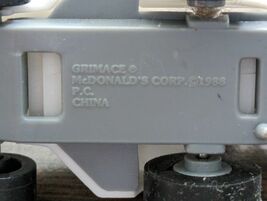 GRIMACE ©
McDONALD'S CORP. © 1988
P.C.
CHINA